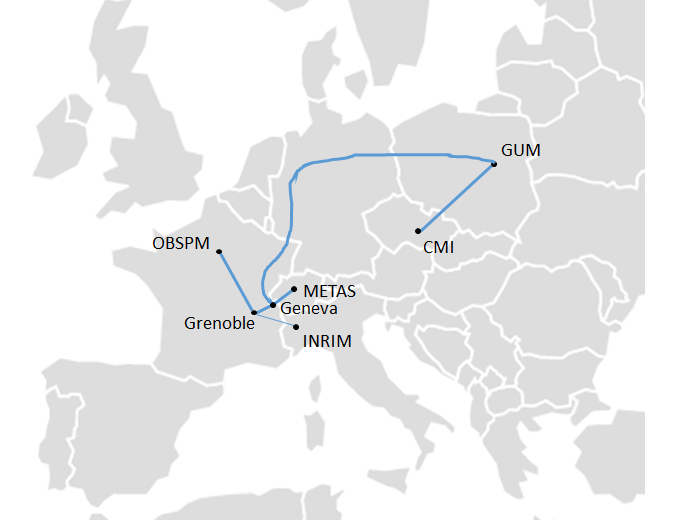 GUM
OBSPM
CMI
METAS
Geneva
Grenoble
INRIM